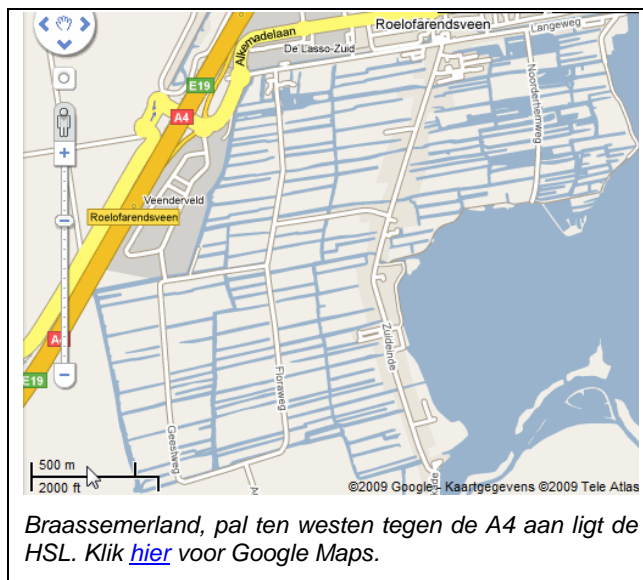 Roelofarendsveen
Langeweg
De Lasso-Zuid
Alkemadelaan
E19
A4
Noorderhemweg
Veenderveld
Roelofarendsveen
Zuideinde
Floraweg
Geestweg
A4
E19
500 m
2000 ft
©2009 Google - Kaartgegevens ©2009 Tele Atlas
Braassemerland, pal ten westen tegen de A4 aan ligt de
HSL. Klik hier voor Google Maps.